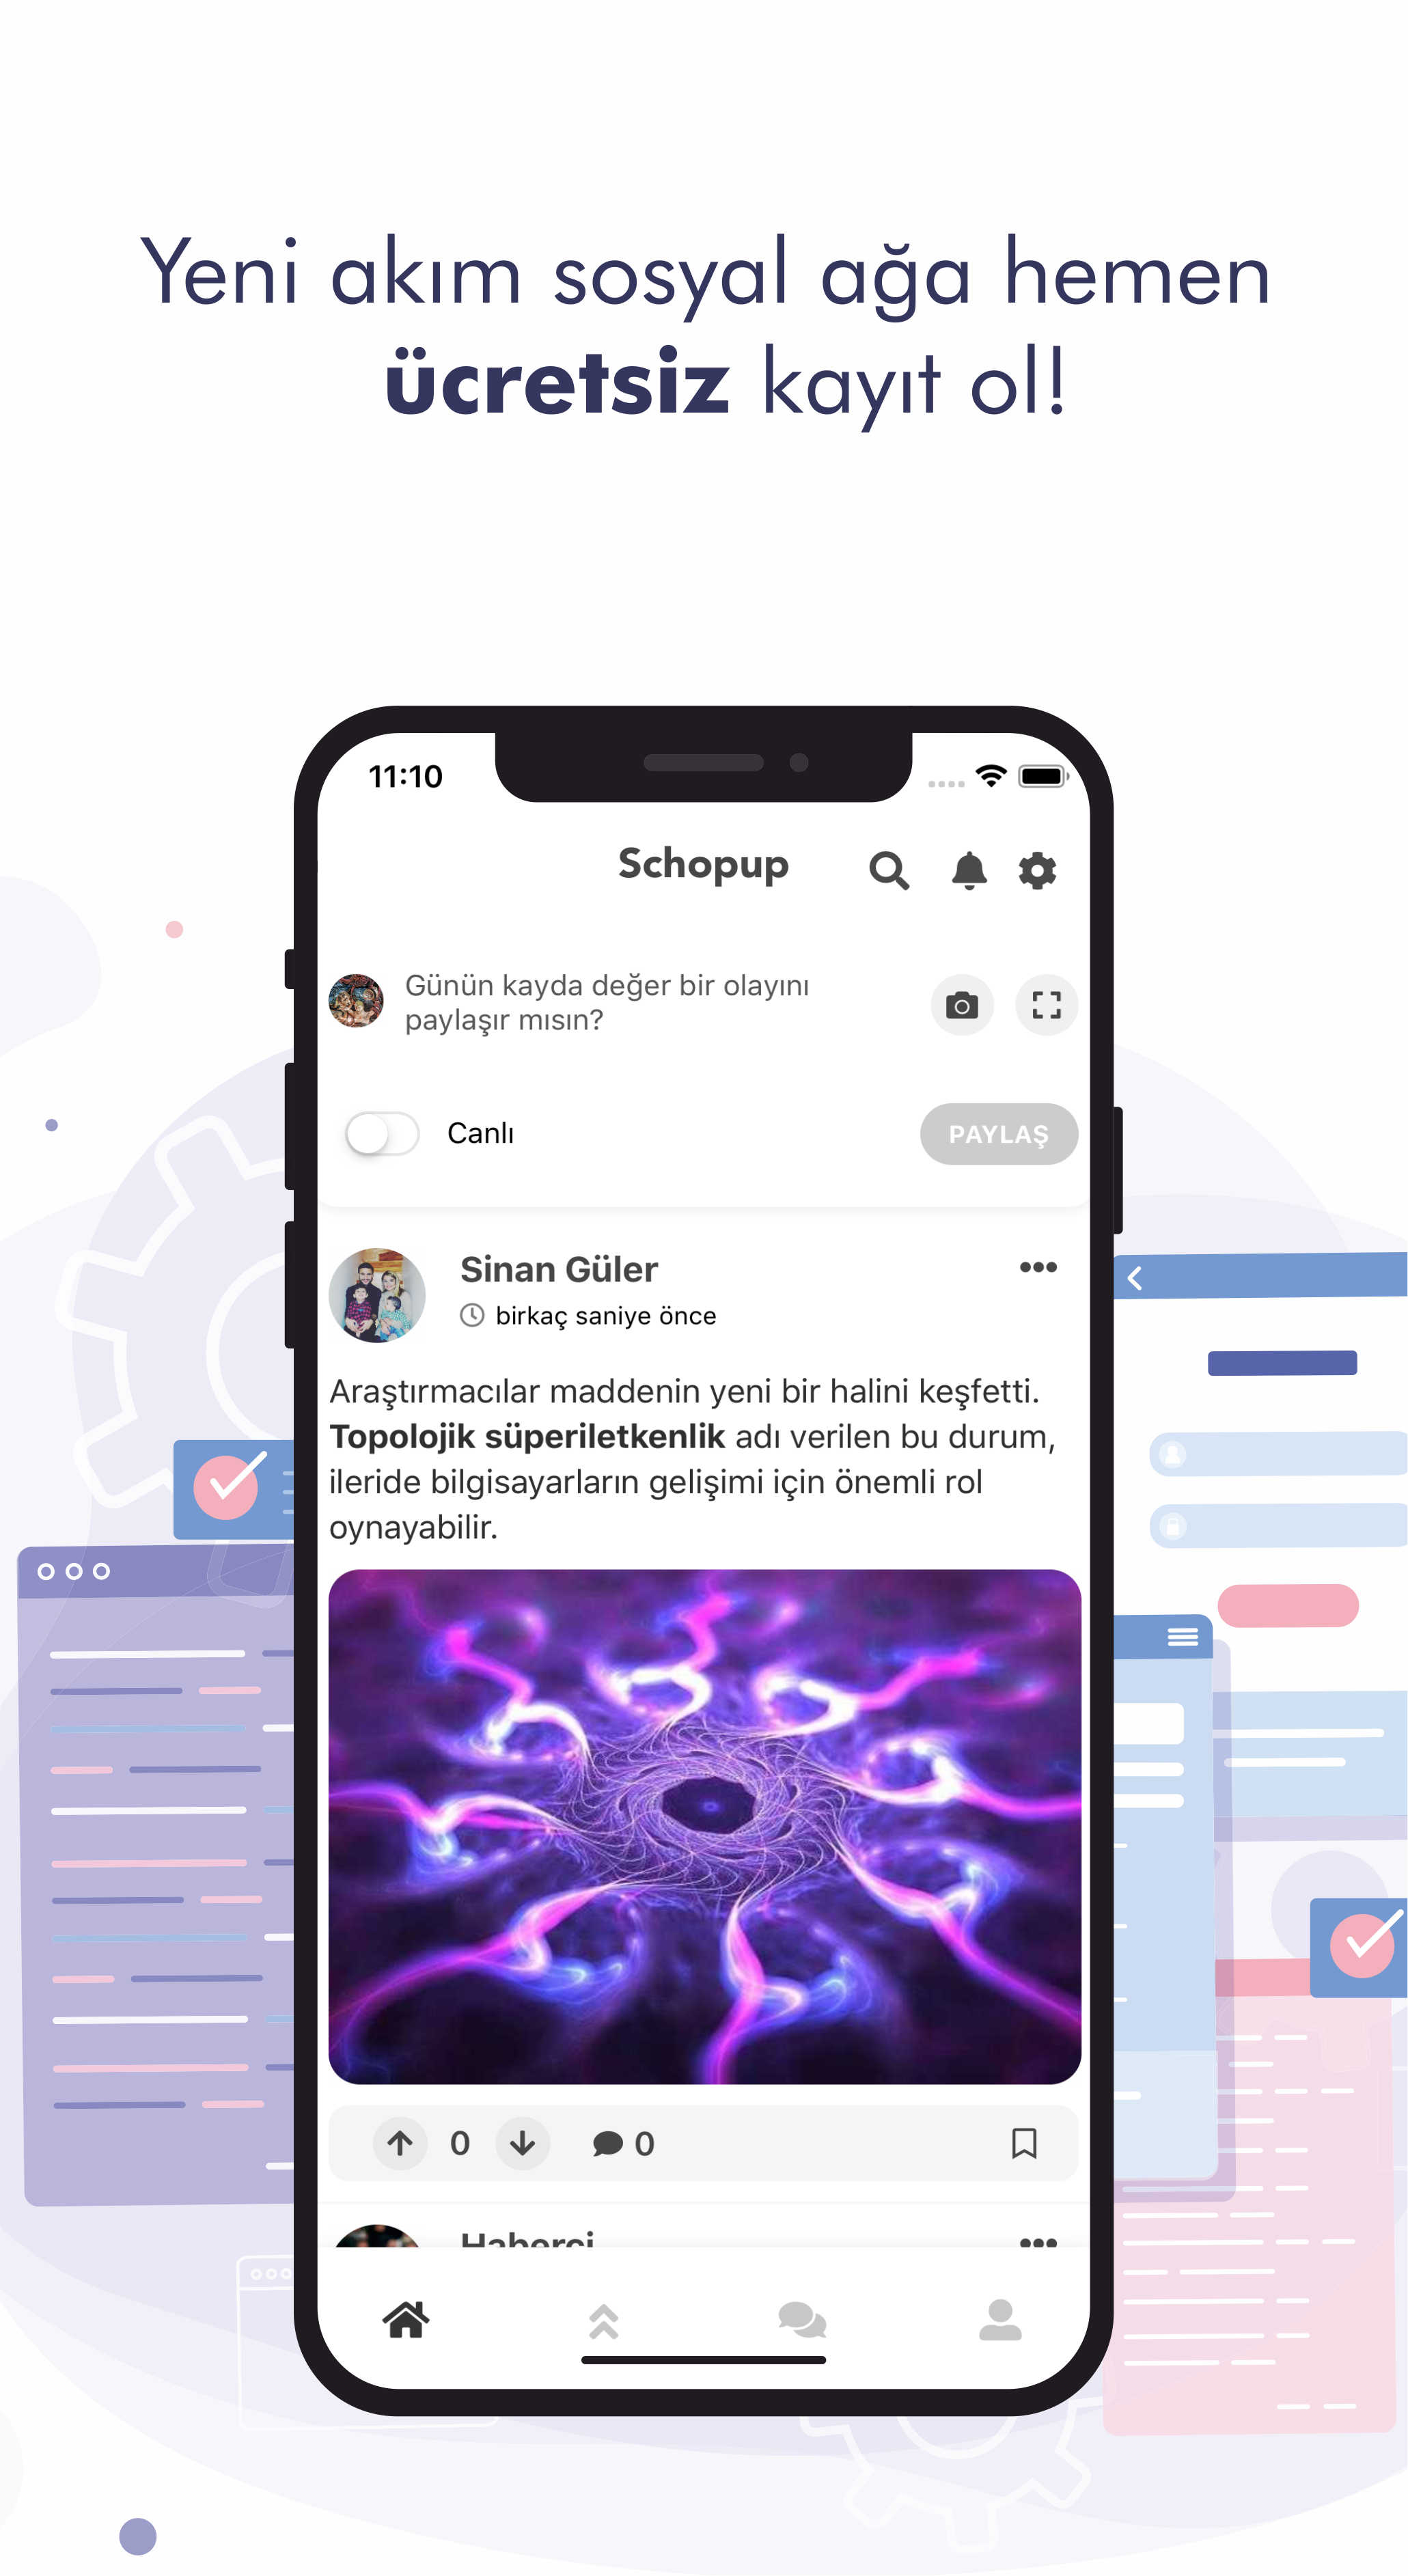 Yeni akım sosyal ağa hemen
ücretsiz kayıt ol!
11:10
Schopup
Günün kayda değer bir olayını
paylaşır mısın?
Canlı
PAYLAŞ
Sinan Güler
birkaç saniye önce
Araştırmacılar maddenin yeni bir halini keşfetti.
Topolojik süperiletkenlik adı verilen bu durum,
ileride bilgisayarların gelişimi için önemli rol
oynayabilir.
0 0
Haberci